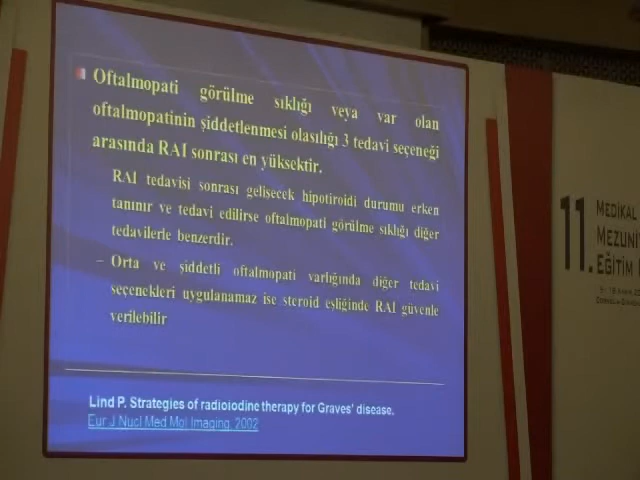 Oftalmopati görülme sıklığı veya var olan
oftalmopatinin şiddetlenmesi olasılığı 3 tedavi seçeneği
arasında RAI sonrası en yüksektir.
RAI tedavisi sonrası gelişecek hipotiroidi durumu erken
tanınır ve tedavi edilirse oftalmopati görülme sıklığı diğer
tedavilerle benzerdir.
– Orta ve şiddetli oftalmopati varlığında diğer tedavi
seçenekleri uygulanamaz ise steroid eşliğinde RAI güvenle
verilebilir
Lind P. Strategies of radioiodine therapy for Graves' disease.
Eur J Nucl Med Mol Imaging, 2002
11.
MEDİKAL
MEZUNİ
EĞİTİM